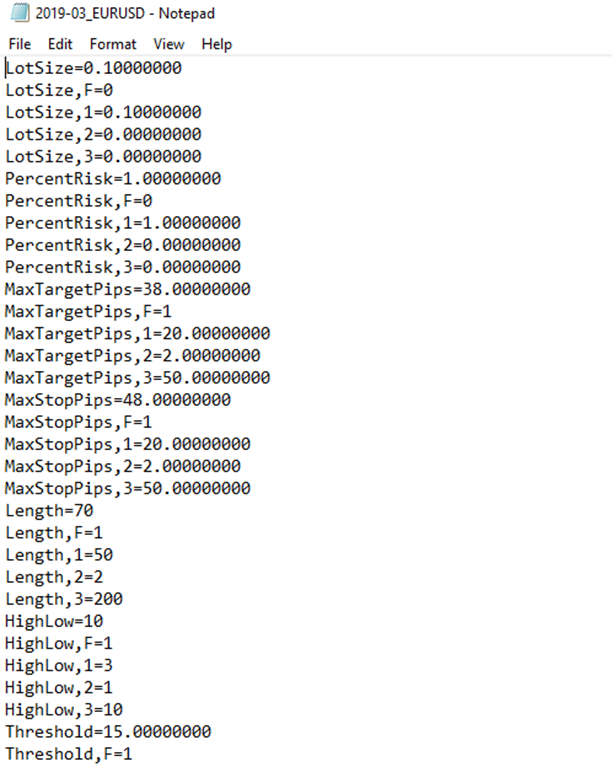 2019-03_EURUSD - Notepad
File Edit Format View Help
LotSize=0.10000000
LotSize,F=0
LotSize,1=0.10000000
LotSize,2=0.00000000
LotSize,3=0.00000000
PercentRisk=1.00000000
PercentRisk,F=0
PercentRisk,1=1.00000000
PercentRisk,2=0.00000000
PercentRisk,3=0.00000000
MaxTargetPips=38.00000000
MaxTargetPips,F=1
MaxTargetPips,1=20.00000000
MaxTargetPips,2=2.00000000
MaxTargetPips,3=50.00000000
MaxStopPips=48.00000000
MaxStopPips,F=1
MaxStopPips,1=20.00000000
MaxStopPips,2=2.00000000
MaxStopPips,3=50.00000000
Length=70
Length,F=1
Length,1=50
Length,2=2
Length,3=200
HighLow=10
HighLow,F=1
HighLow,1=3
HighLow,2=1
HighLow,3=10
Threshold=15.00000000
Threshold,F=1